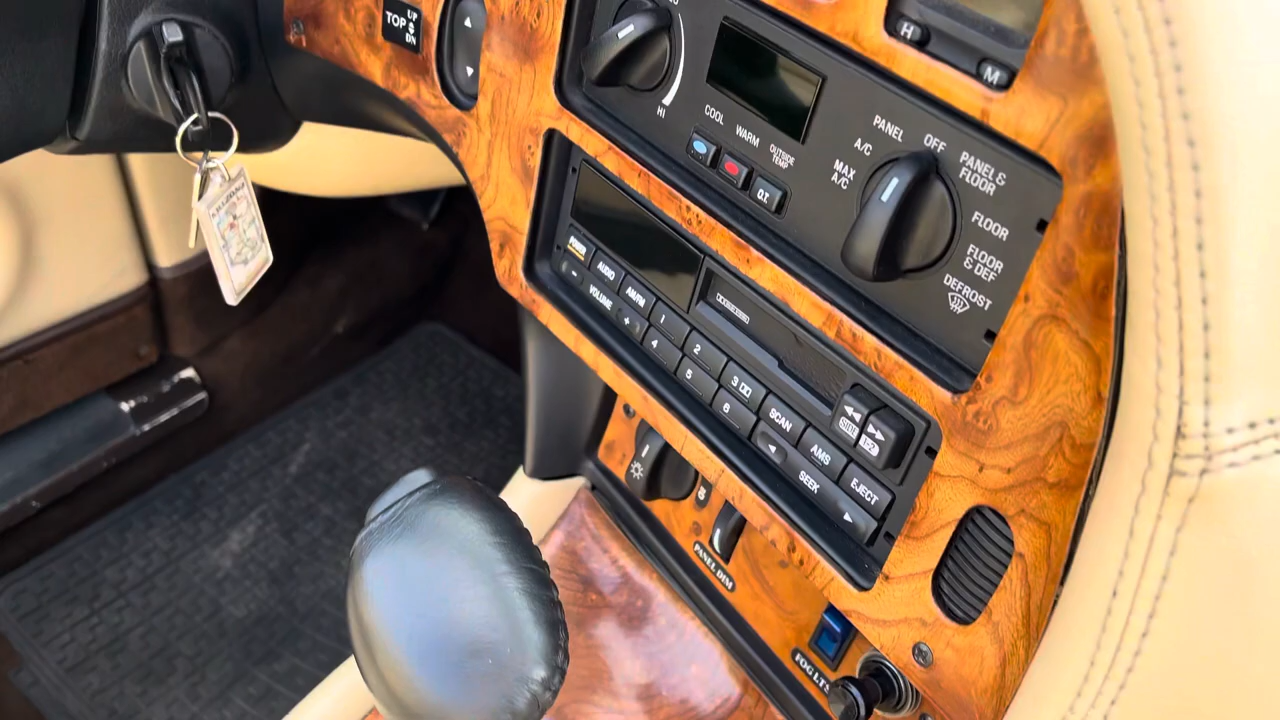 TOP UP
DN
H
M
HI
COOL
WARM
OUTSIDE
TEMP
O.T.
MAX
A/C
A/C
PANEL
OFF
PANEL &
FLOOR
FLOOR
FLOOR
& DEF
DEFROST
POWER
AUDIO
AM/FM
- VOLUME +
1
2
3
4
5
6
SCAN
AMS
EJECT
SEEK
SIDE
1•2
PANEL DIM
FOG LTS